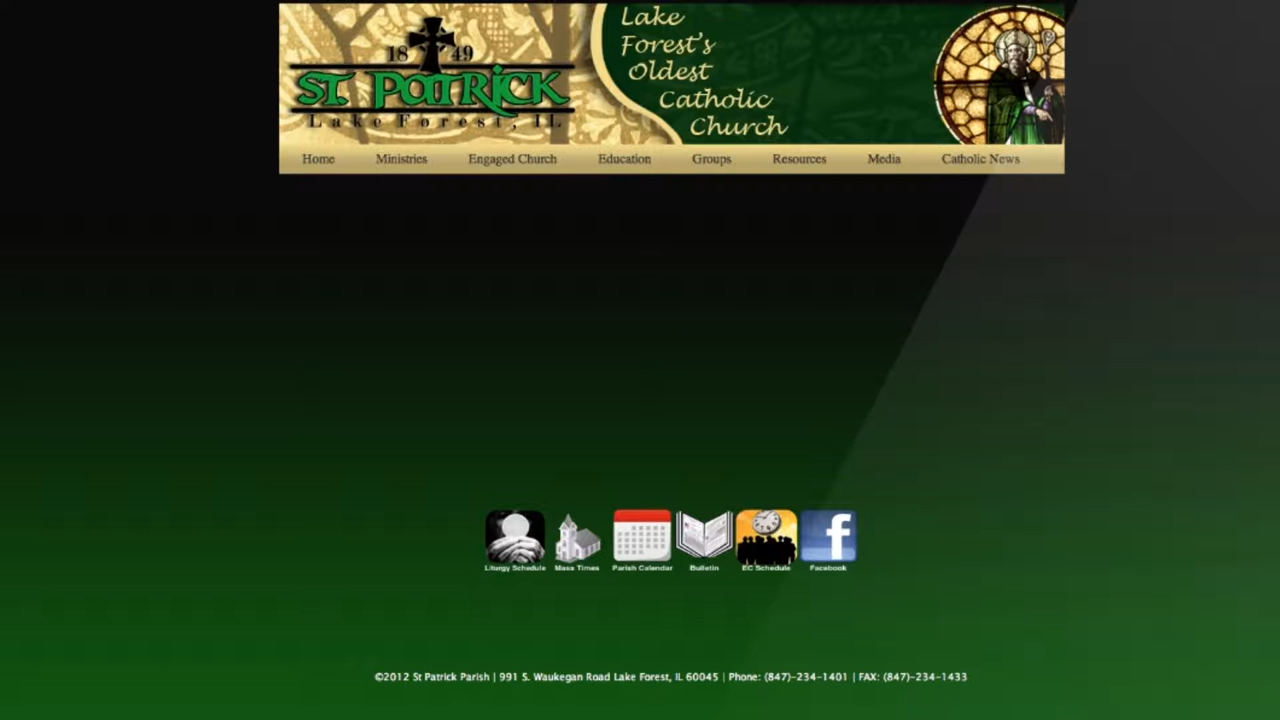 18 49
ST. PATRICK
Lake Forest, IL
Lake
Forest's
Oldest
Catholic
Church
Home Ministries Engaged Church Education Groups Resources Media Catholic News
Liturgy Schedule Mass Times Parish Calendar Bulletin EC Schedule Facebook
©2012 St Patrick Parish | 991 S. Waukegan Road Lake Forest, IL 60045 | Phone: (847)-234-1401 | FAX: (847)-234-1433